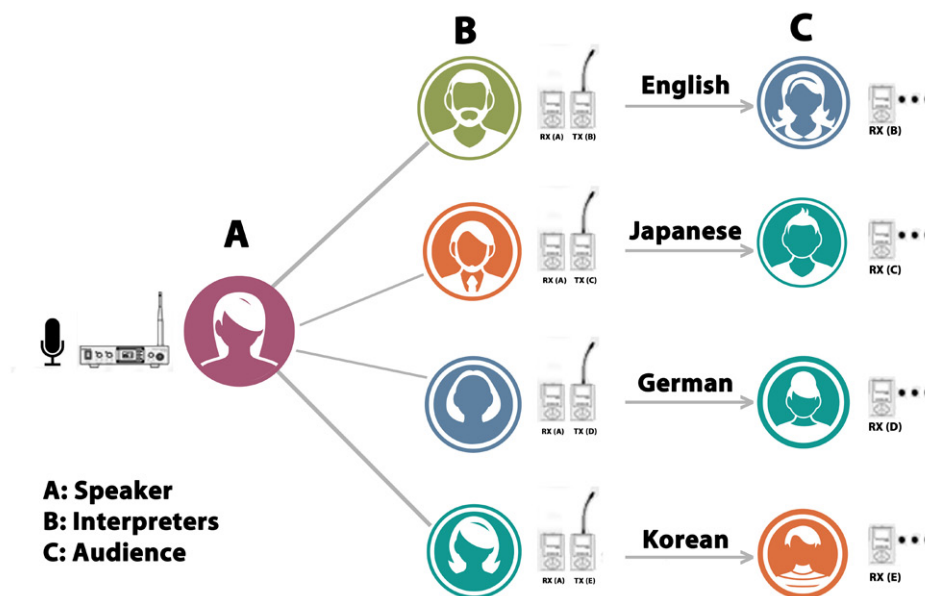 B
C
English
RX (A)
TX (B)
RX (B)
A
Japanese
RX (A)
TX (C)
RX (C)
German
RX (A)
TX (D)
RX (D)
A: Speaker
B: Interpreters
C: Audience
Korean
RX (A)
TX (E)
RX (E)